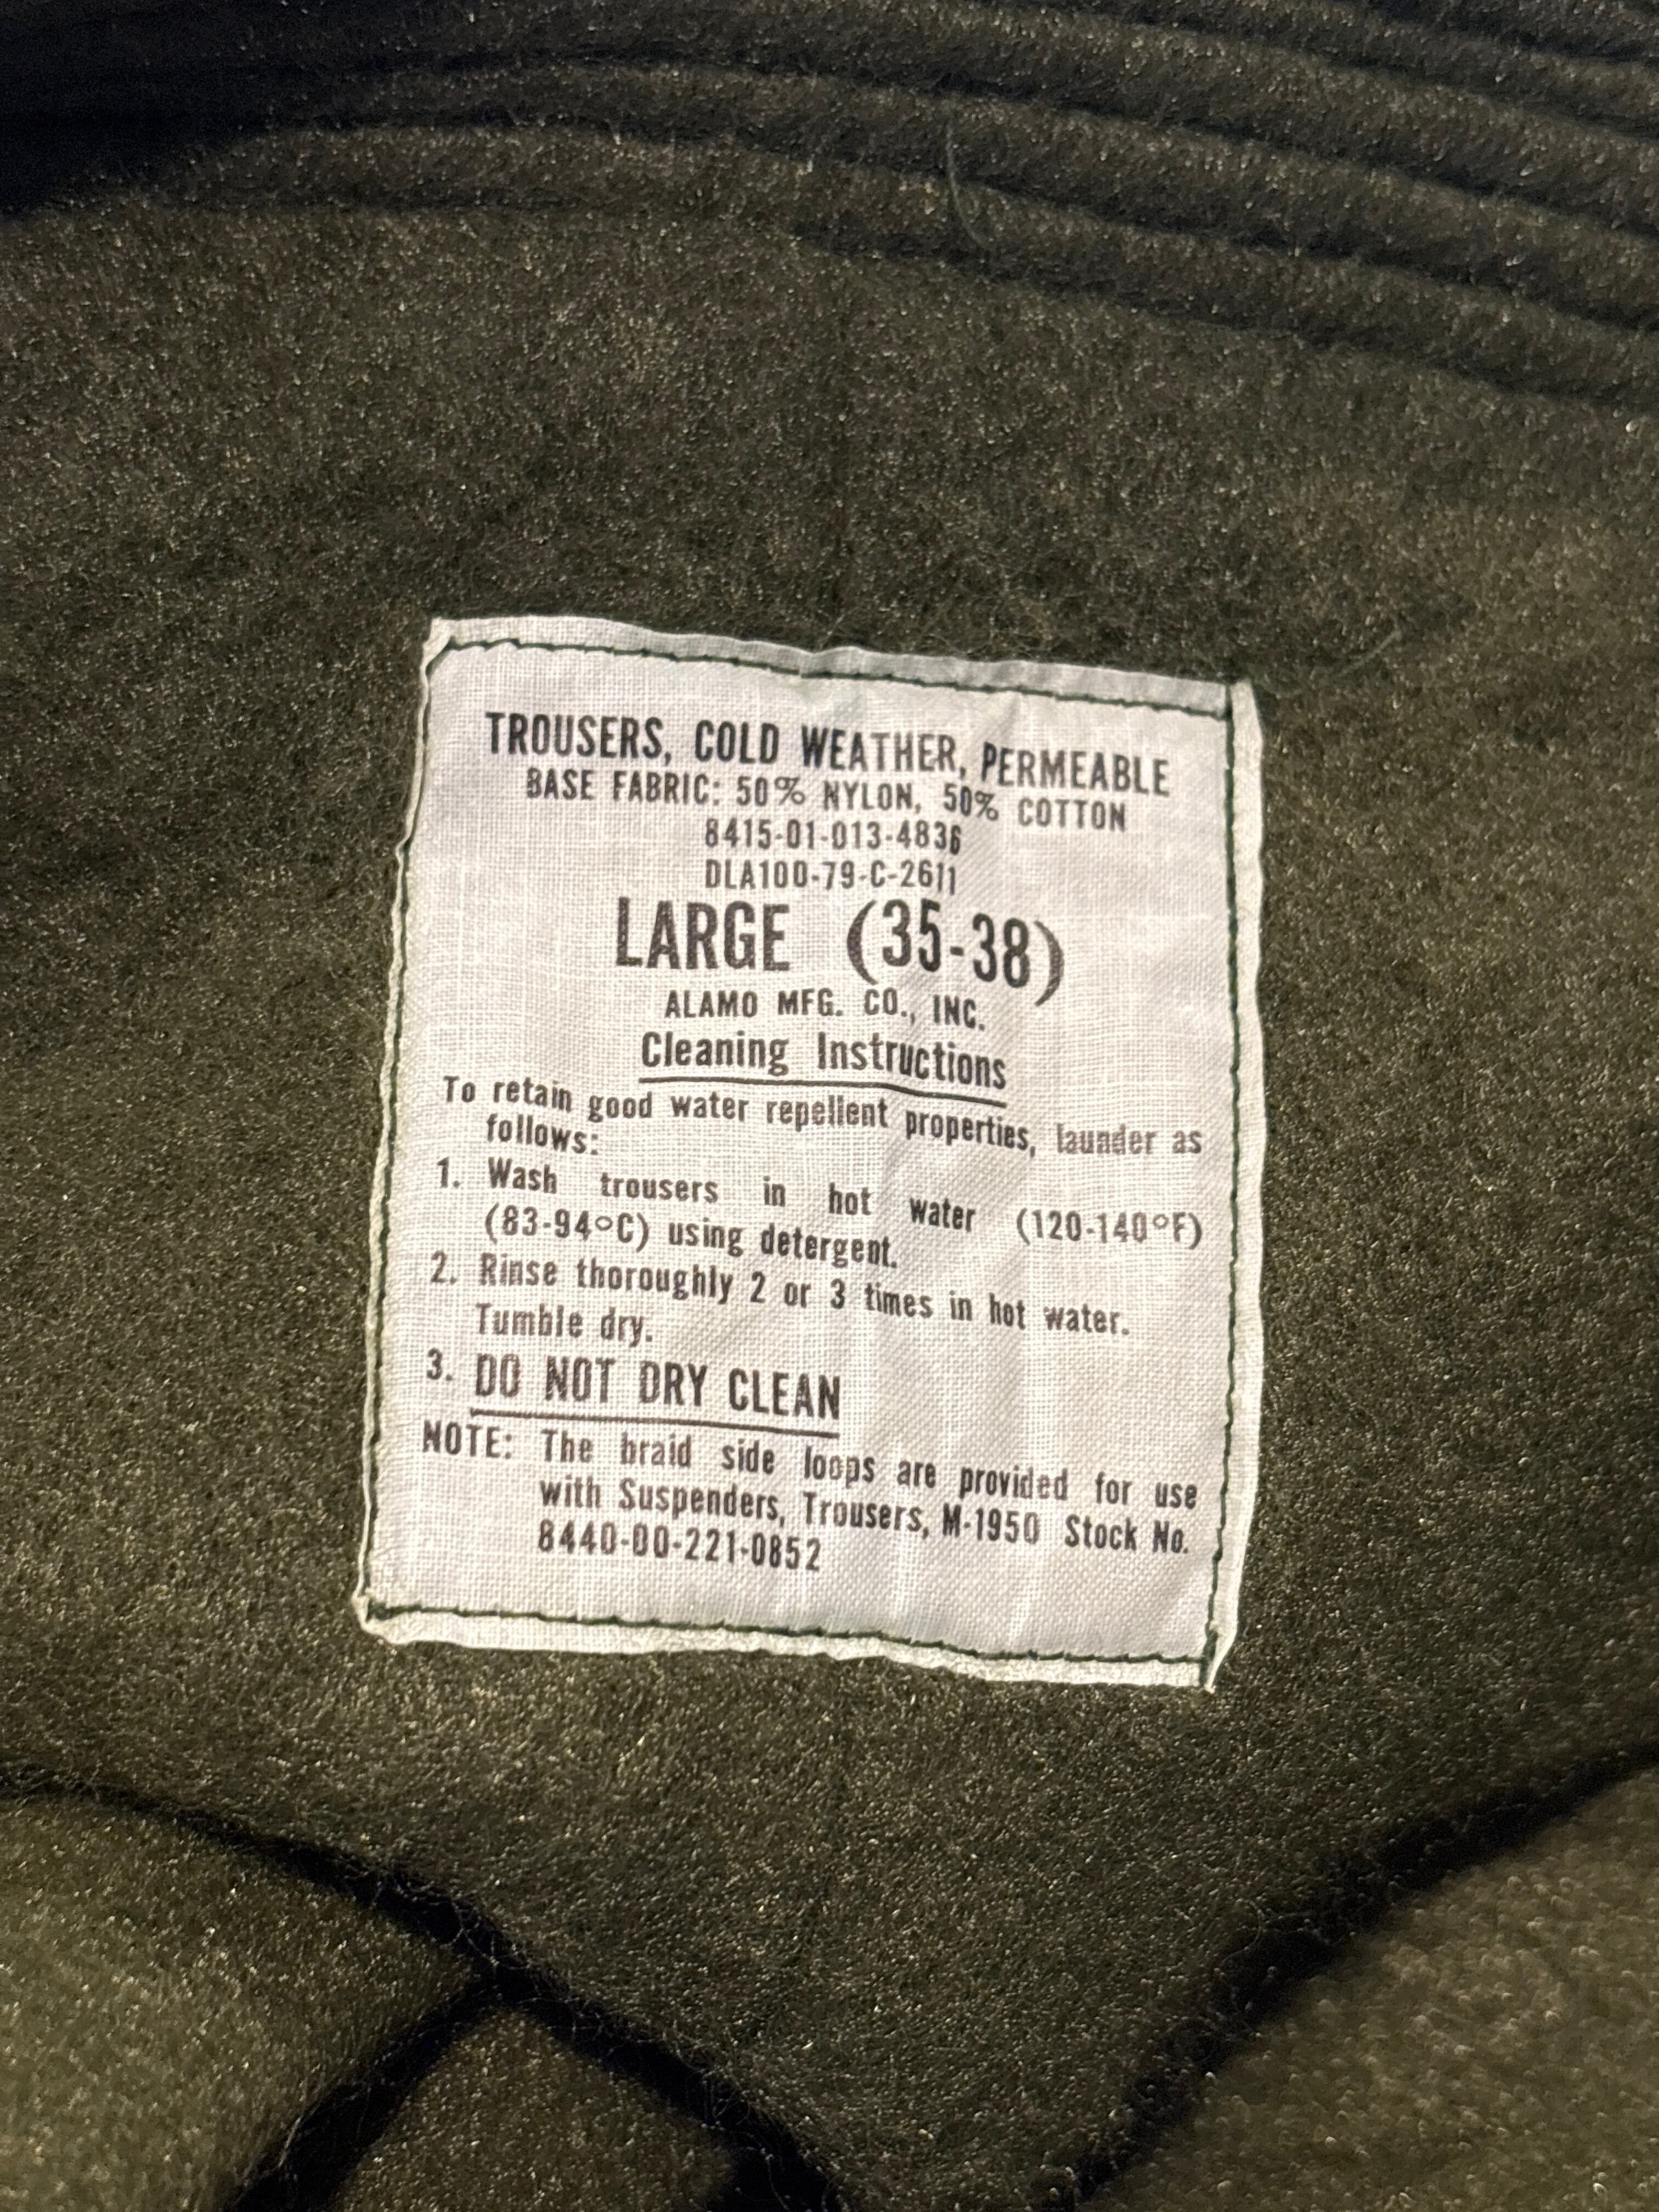 TROUSERS, COLD WEATHER, PERMEABLE
BASE FABRIC: 50% NYLON, 50% COTTON
8415-01-013-4836
DLA100-79-C-2611
LARGE (35-38)
ALAMO MFG. CO., INC.
Cleaning Instructions
To retain good water repellent properties, launder as
follows:
1. Wash trousers in hot water (120-140°F)
(83-94°C) using detergent.
2. Rinse thoroughly 2 or 3 times in hot water.
Tumble dry.
3. DO NOT DRY CLEAN
NOTE: The braid side loops are provided for use
with Suspenders, Trousers, M-1950 Stock No.
8440-00-221-0852